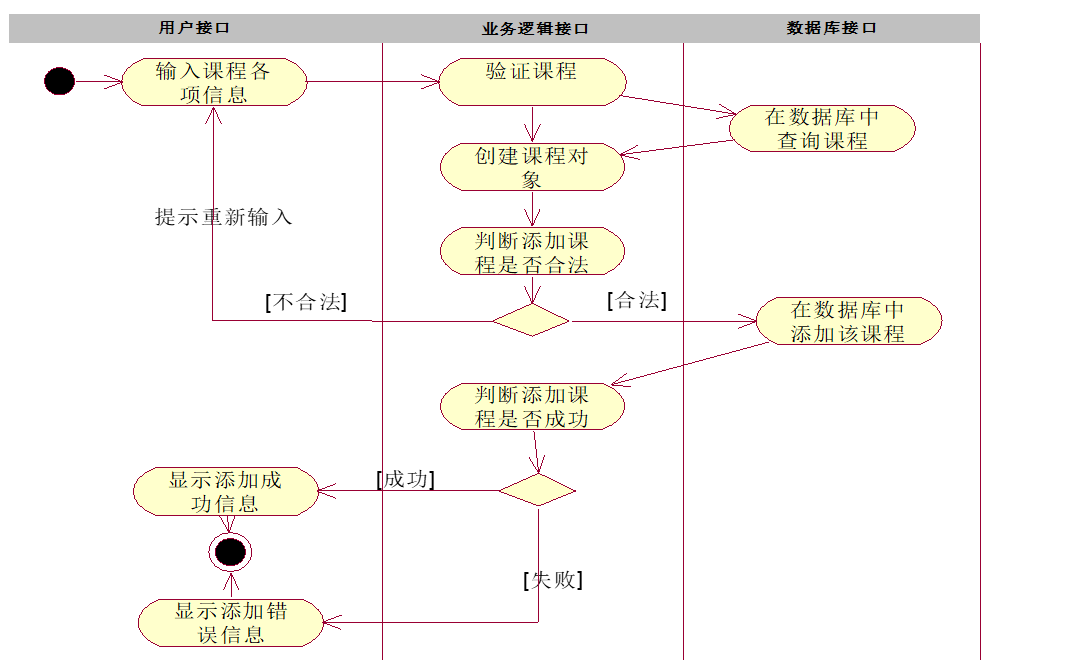 用户接口
业务逻辑接口
数据库接口
输入课程各
项信息
验证课程
在数据库中
查询课程
创建课程对
象
提示重新输入
判断添加课
程是否合法
[不合法]
[合法]
在数据库中
添加该课程
判断添加课
程是否成功
[成功]
显示添加成
功信息
[失败]
显示添加错
误信息